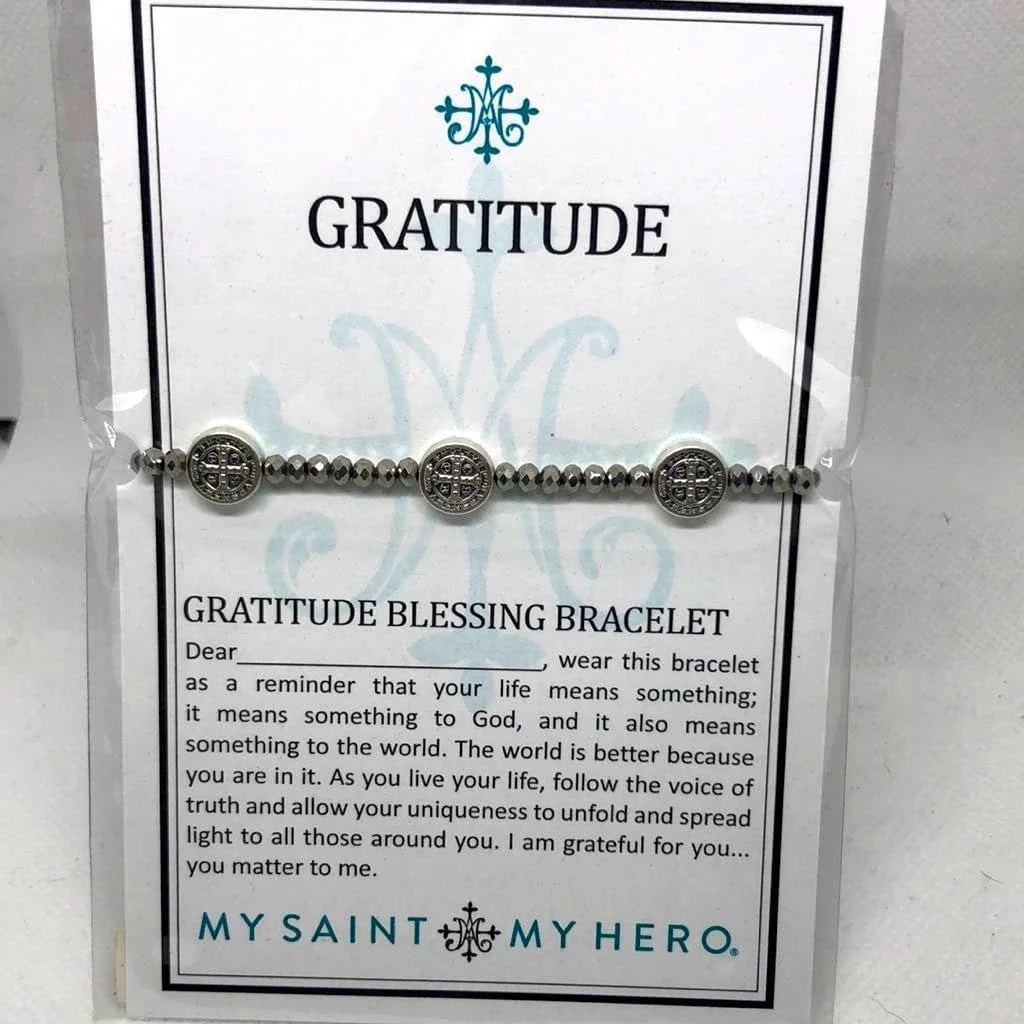 GRATITUDE
GRATITUDE BLESSING BRACELET
Dear______________________, wear this bracelet
as a reminder that your life means something;
it means something to God, and it also means
something to the world. The world is better because
you are in it. As you live your life, follow the voice of
truth and allow your uniqueness to unfold and spread
light to all those around you. I am grateful for you...
you matter to me.
MY SAINT MY HERO®